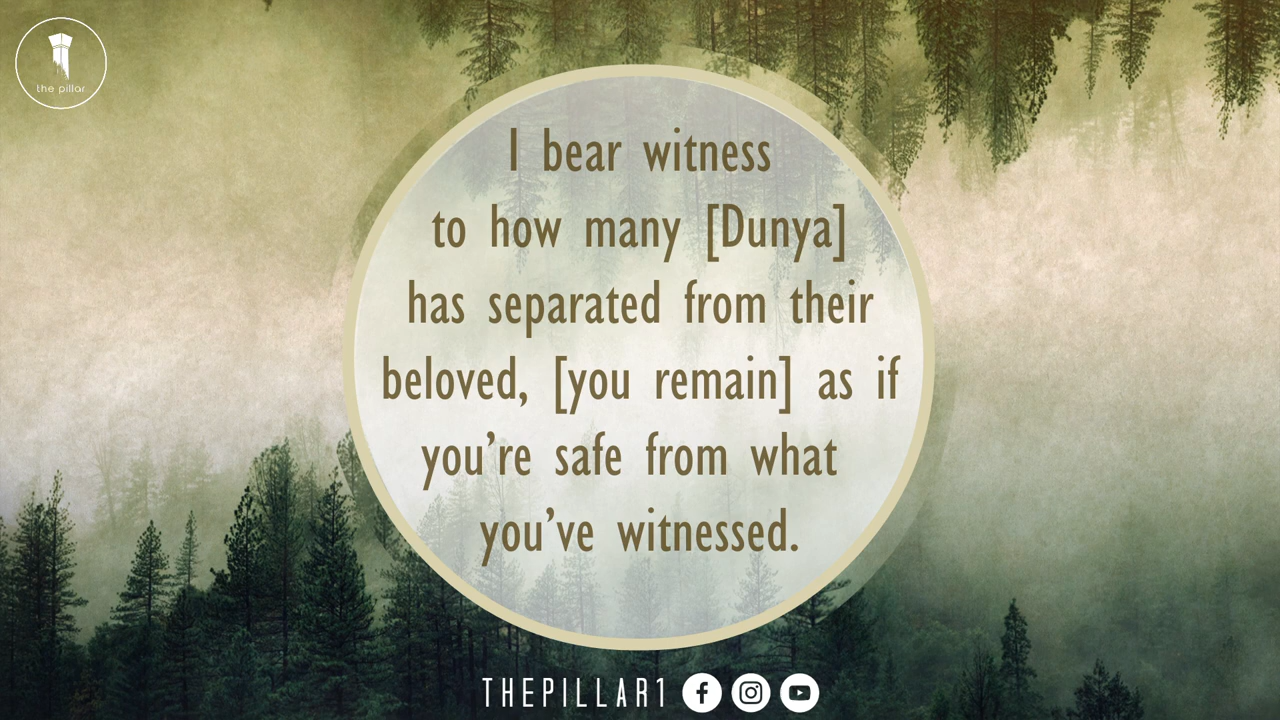 the pillar
I bear witness
to how many [Dunya]
has separated from their
beloved, [you remain] as if
you’re safe from what
you’ve witnessed.
THEPILLAR1